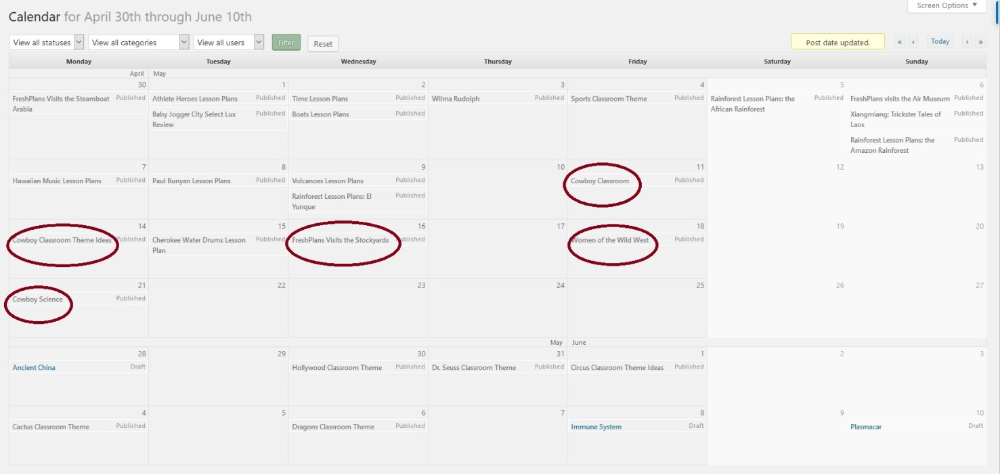 Screen Options ▼
Calendar for April 30th through June 10th
View all statuses View all categories View all users Filter Reset Post date updated. « ‹ Today › »
Monday Tuesday Wednesday Thursday Friday Saturday Sunday
April May
30 1 2 3 4 5 6
FreshPlans Visits the Steamboat Published
Arabia
Athlete Heroes Lesson Plans Published
Baby Jogger City Select Lux Published
Review
Time Lesson Plans Published
Boats Lesson Plans Published
Wilma Rudolph Published
Sports Classroom Theme Published
Rainforest Lesson Plans: the Published
African Rainforest
FreshPlans visits the Air Museum Published
Xiangmiang: Trickster Tales of Published
Laos
Rainforest Lesson Plans: the Published
Amazon Rainforest
7 8 9 10 11 12 13
Hawaiian Music Lesson Plans Published
Paul Bunyan Lesson Plans Published
Volcanoes Lesson Plans Published
Rainforest Lesson Plans: El Published
Yunque
Cowboy Classroom Published
14 15 16 17 18 19 20
Cowboy Classroom Theme Ideas Published
Cherokee Water Drums Lesson Published
Plan
FreshPlans Visits the Stockyards Published
Women of the Wild West Published
21 22 23 24 25 26 27
Cowboy Science Published
May June
28 29 30 31 1 2 3
Ancient China Draft
Hollywood Classroom Theme Published
Dr. Seuss Classroom Theme Published
Circus Classroom Theme Ideas Published
4 5 6 7 8 9 10
Cactus Classroom Theme Published
Dragons Classroom Theme Published
Immune System Draft
Plasmacar Draft